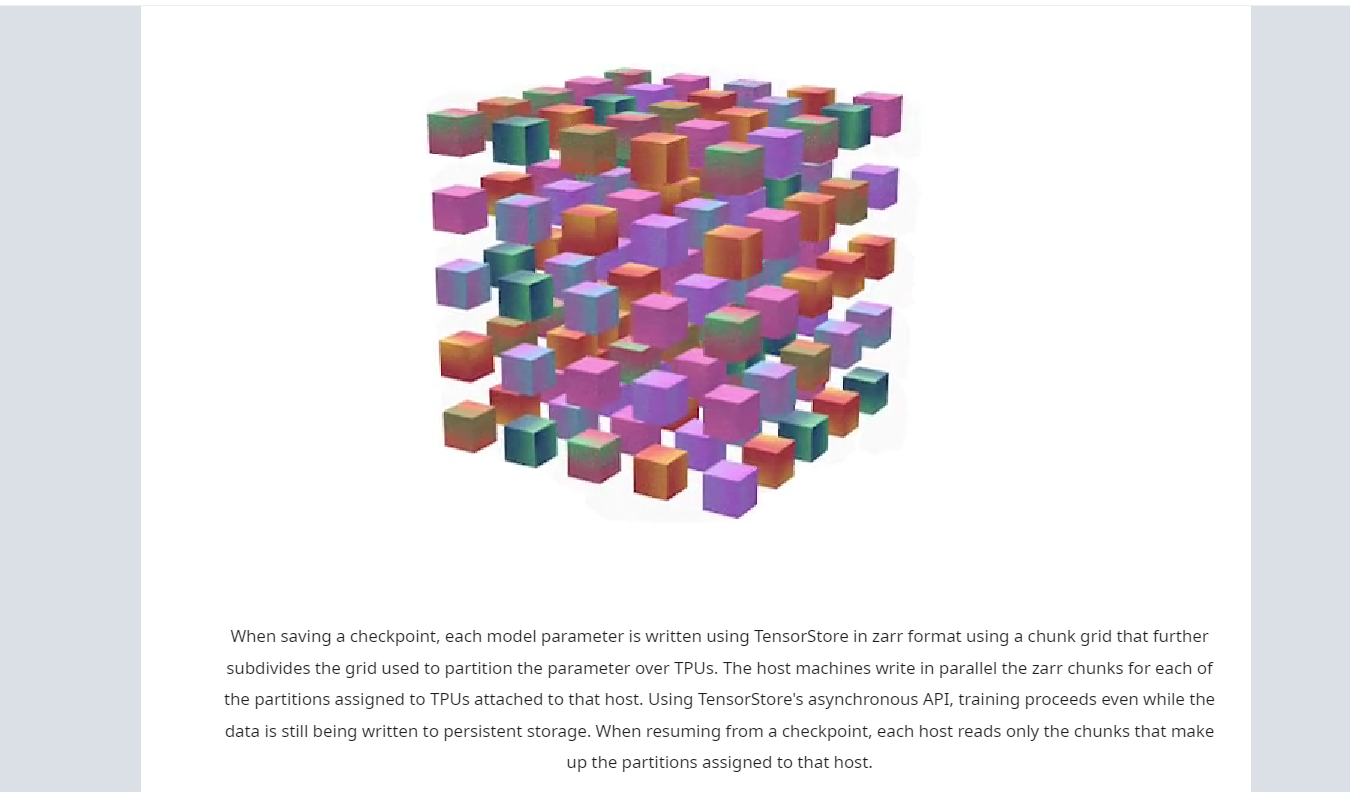 When saving a checkpoint, each model parameter is written using TensorStore in zarr format using a chunk grid that further
subdivides the grid used to partition the parameter over TPUs. The host machines write in parallel the zarr chunks for each of
the partitions assigned to TPUs attached to that host. Using TensorStore's asynchronous API, training proceeds even while the
data is still being written to persistent storage. When resuming from a checkpoint, each host reads only the chunks that make
up the partitions assigned to that host.